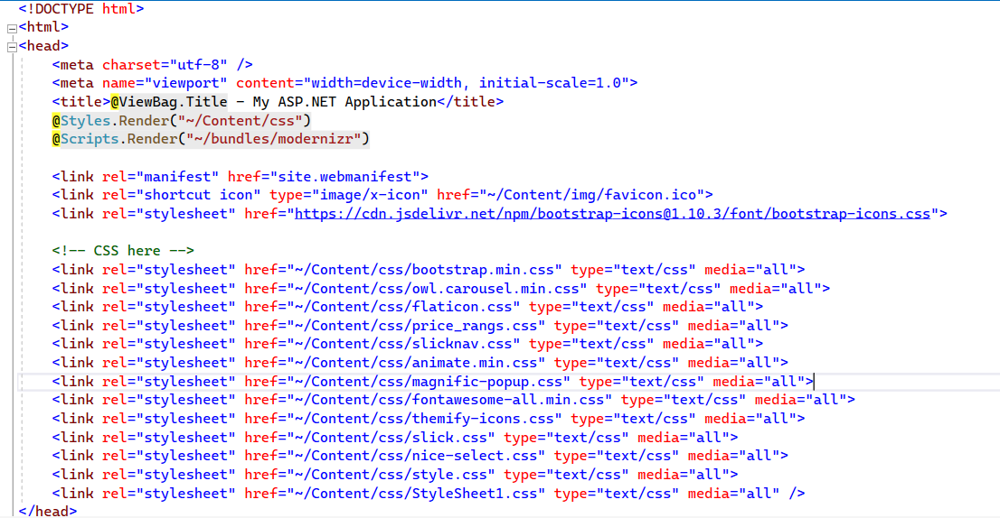 <!DOCTYPE html>
<html>
<head>
    <meta charset="utf-8" />
    <meta name="viewport" content="width=device-width, initial-scale=1.0">
    <title>@ViewBag.Title - My ASP.NET Application</title>
    @Styles.Render("~/Content/css")
    @Scripts.Render("~/bundles/modernizr")

    <link rel="manifest" href="site.webmanifest">
    <link rel="shortcut icon" type="image/x-icon" href="~/Content/img/favicon.ico">
    <link rel="stylesheet" href="https://cdn.jsdelivr.net/npm/bootstrap-icons@1.10.3/font/bootstrap-icons.css">

    <!-- CSS here -->
    <link rel="stylesheet" href="~/Content/css/bootstrap.min.css" type="text/css" media="all">
    <link rel="stylesheet" href="~/Content/css/owl.carousel.min.css" type="text/css" media="all">
    <link rel="stylesheet" href="~/Content/css/flaticon.css" type="text/css" media="all">
    <link rel="stylesheet" href="~/Content/css/price_rangs.css" type="text/css" media="all">
    <link rel="stylesheet" href="~/Content/css/slicknav.css" type="text/css" media="all">
    <link rel="stylesheet" href="~/Content/css/animate.min.css" type="text/css" media="all">
    <link rel="stylesheet" href="~/Content/css/magnific-popup.css" type="text/css" media="all">
    <link rel="stylesheet" href="~/Content/css/fontawesome-all.min.css" type="text/css" media="all">
    <link rel="stylesheet" href="~/Content/css/themify-icons.css" type="text/css" media="all">
    <link rel="stylesheet" href="~/Content/css/slick.css" type="text/css" media="all">
    <link rel="stylesheet" href="~/Content/css/nice-select.css" type="text/css" media="all">
    <link rel="stylesheet" href="~/Content/css/style.css" type="text/css" media="all">
    <link rel="stylesheet" href="~/Content/css/StyleSheet1.css" type="text/css" media="all" />
</head>